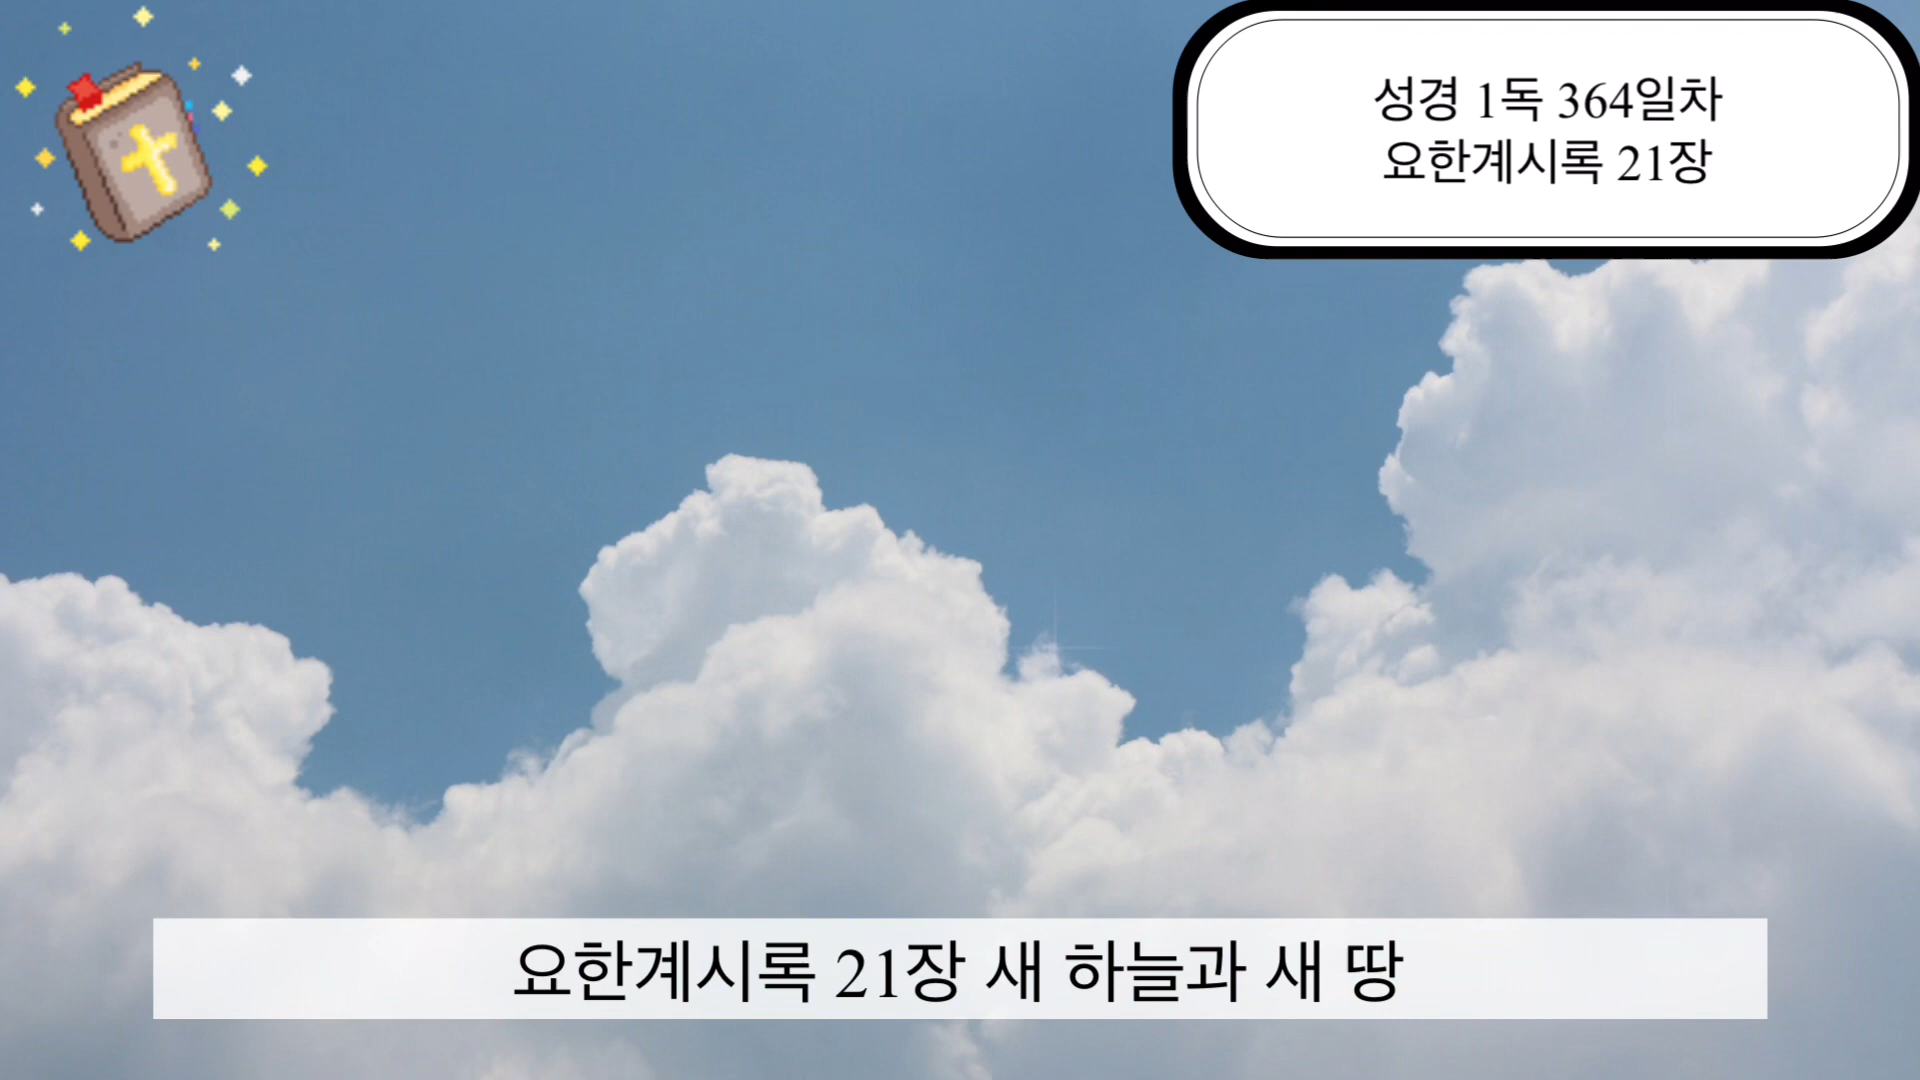 성경 1독 364일차
요한계시록 21장
요한계시록 21장 새 하늘과 새 땅